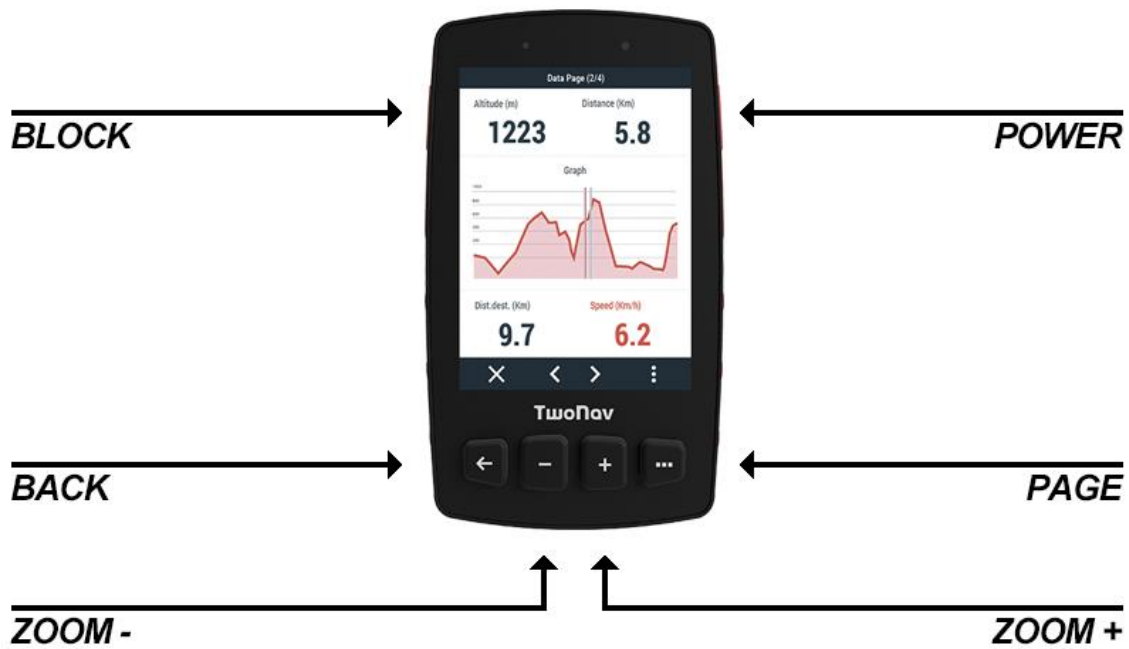 Data Page (2/4)
Altitude (m) Distance (Km)
1223 5.8
BLOCK POWER
Graph
Dist.dest. (Km) Speed (Km/h)
9.7 6.2
TwoNav
BACK PAGE
ZOOM - ZOOM +